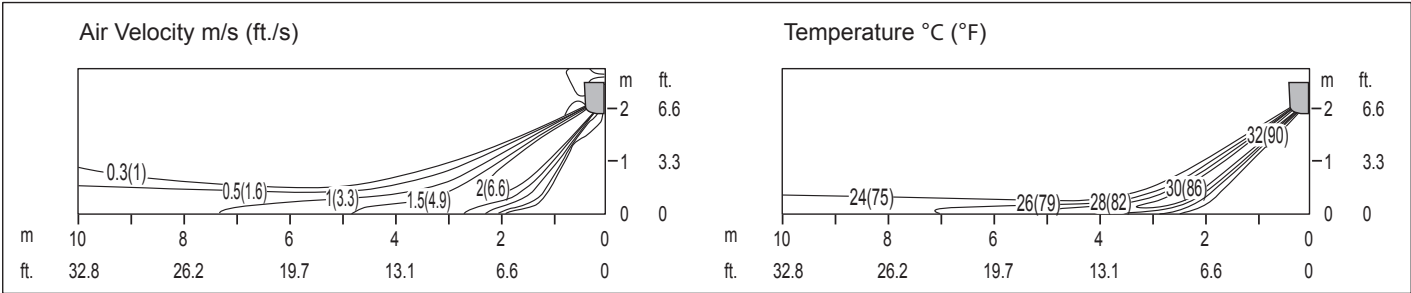 Air Velocity m/s (ft./s)
m ft.
2 6.6
1 3.3
0 0
0.3(1)
0.5(1.6)
1(3.3)
1.5(4.9)
2(6.6)
m 10 8 6 4 2 0
ft. 32.8 26.2 19.7 13.1 6.6 0
Temperature °C (°F)
m ft.
2 6.6
1 3.3
0 0
32(90)
30(86)
28(82)
26(79)
24(75)
10 8 6 4 2 0
32.8 26.2 19.7 13.1 6.6 0
m
ft.